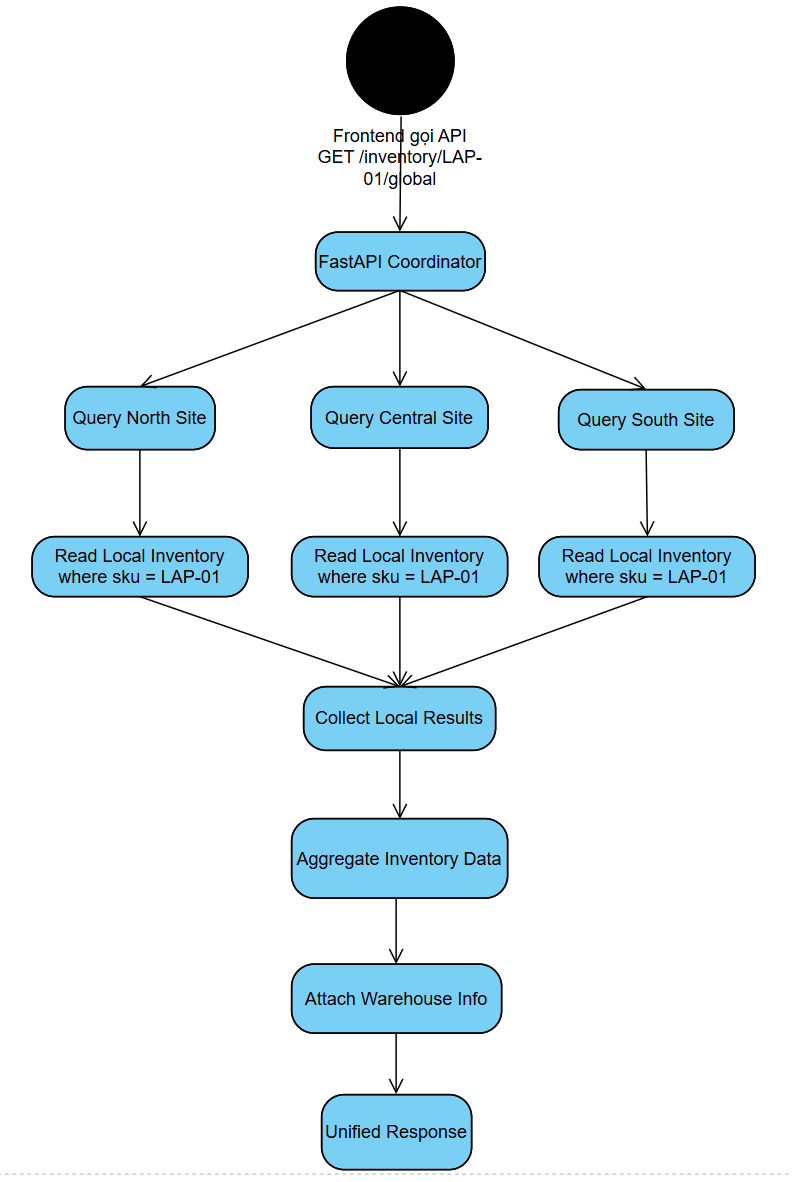 Frontend gọi API
GET /inventory/LAP-
01/global
FastAPI Coordinator
Query North Site
Query Central Site
Query South Site
Read Local Inventory
where sku = LAP-01
Read Local Inventory
where sku = LAP-01
Read Local Inventory
where sku = LAP-01
Collect Local Results
Aggregate Inventory Data
Attach Warehouse Info
Unified Response